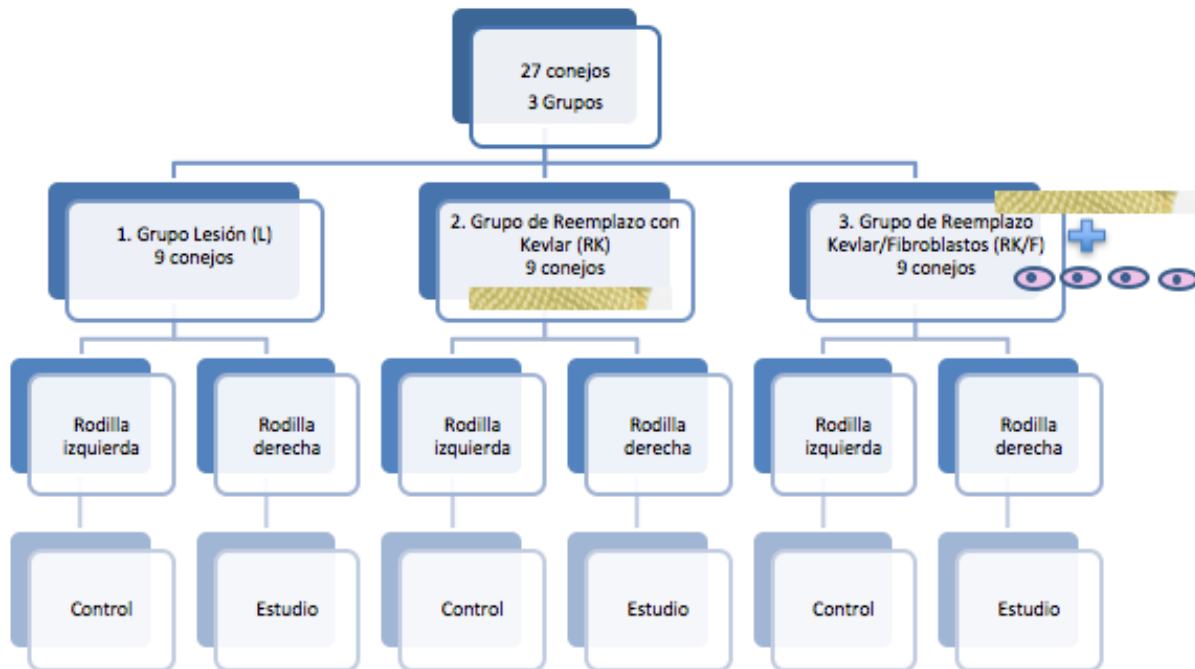 27 conejos
3 Grupos
1. Grupo Lesión (L)
9 conejos
2. Grupo de Reemplazo con
Kevlar (RK)
9 conejos
3. Grupo de Reemplazo
Kevlar/Fibroblastos (RK/F)
9 conejos
Rodilla
izquierda
Rodilla
derecha
Rodilla
izquierda
Rodilla
derecha
Rodilla
izquierda
Rodilla
derecha
Control
Estudio
Control
Estudio
Control
Estudio